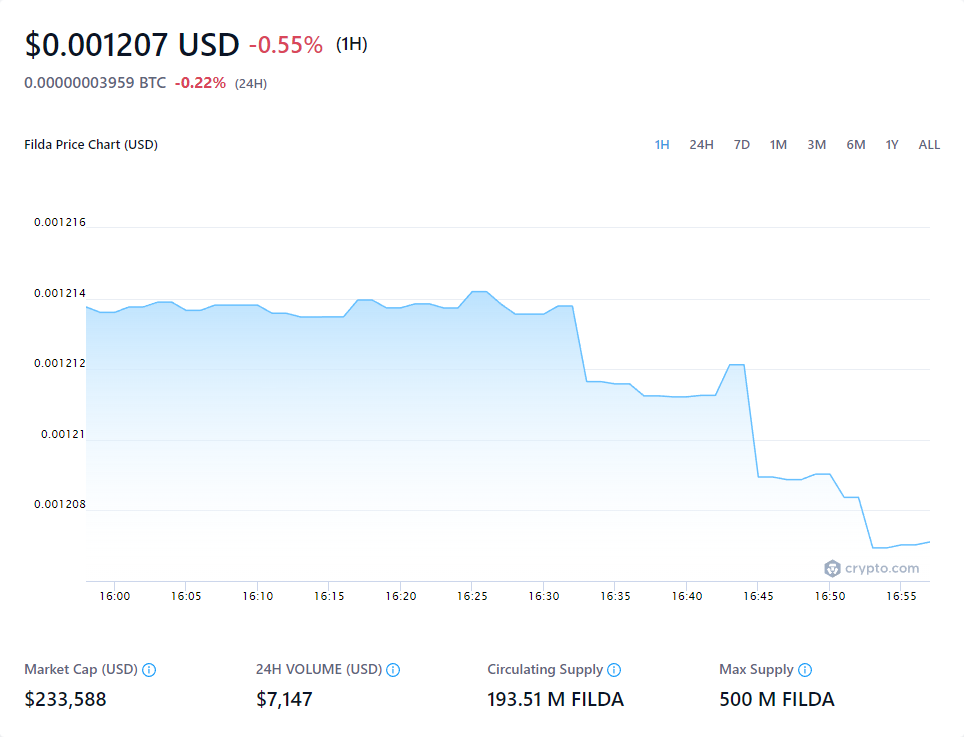 $0.001207 USD -0.55% (1H)
0.00000003959 BTC -0.22% (24H)
Filda Price Chart (USD) 1H 24H 7D 1M 3M 6M 1Y ALL
0.001216
0.001214
0.001212
0.00121
0.001208
crypto.com
16:00 16:05 16:10 16:15 16:20 16:25 16:30 16:35 16:40 16:45 16:50 16:55
Market Cap (USD) 24H VOLUME (USD) Circulating Supply Max Supply
$233,588 $7,147 193.51 M FILDA 500 M FILDA